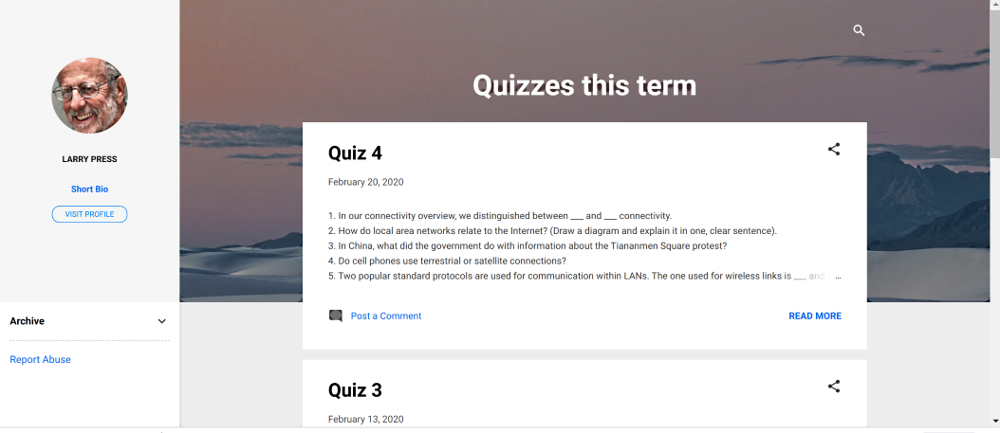 Quizzes this term
LARRY PRESS
Short Bio
VISIT PROFILE
Archive
Report Abuse
Quiz 4
February 20, 2020
1. In our connectivity overview, we distinguished between ___ and ___ connectivity.
2. How do local area networks relate to the Internet? (Draw a diagram and explain it in one, clear sentence).
3. In China, what did the government do with information about the Tiananmen Square protest?
4. Do cell phones use terrestrial or satellite connections?
5. Two popular standard protocols are used for communication within LANs. The one used for wireless links is ___ and ...
Post a Comment
READ MORE
Quiz 3
February 13, 2020